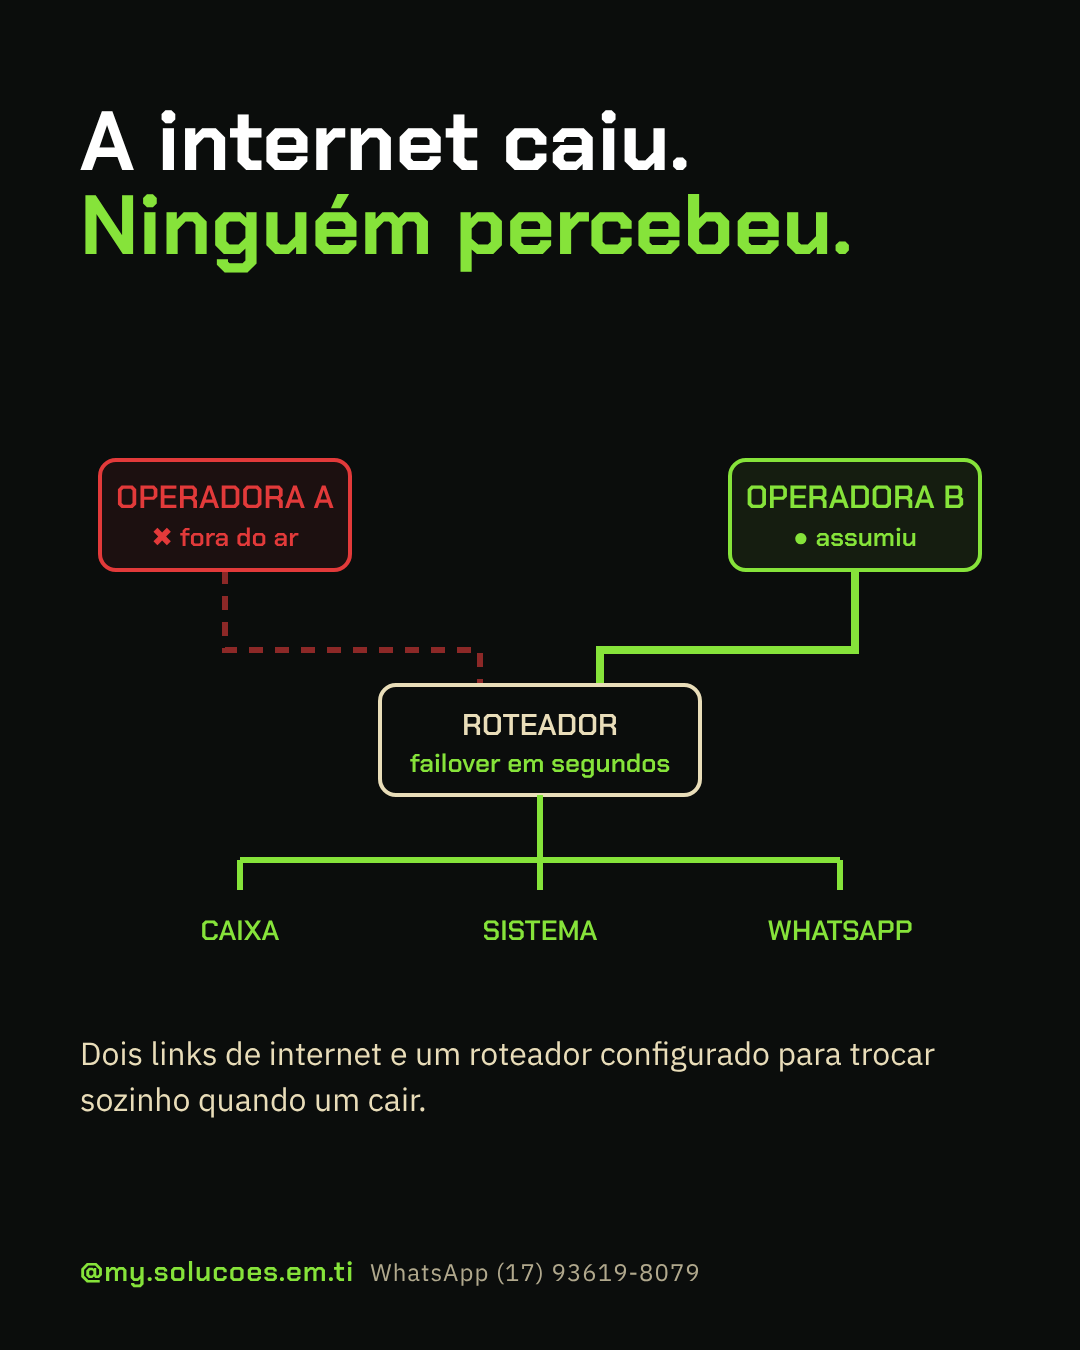 A internet caiu.
Ninguém percebeu.
OPERADORA A
✖ fora do ar
OPERADORA B
● assumiu
ROTEADOR
failover em segundos
CAIXA
SISTEMA
WHATSAPP
Dois links de internet e um roteador configurado para trocar
sozinho quando um cair.
@my.solucoes.em.ti WhatsApp (17) 93619-8079